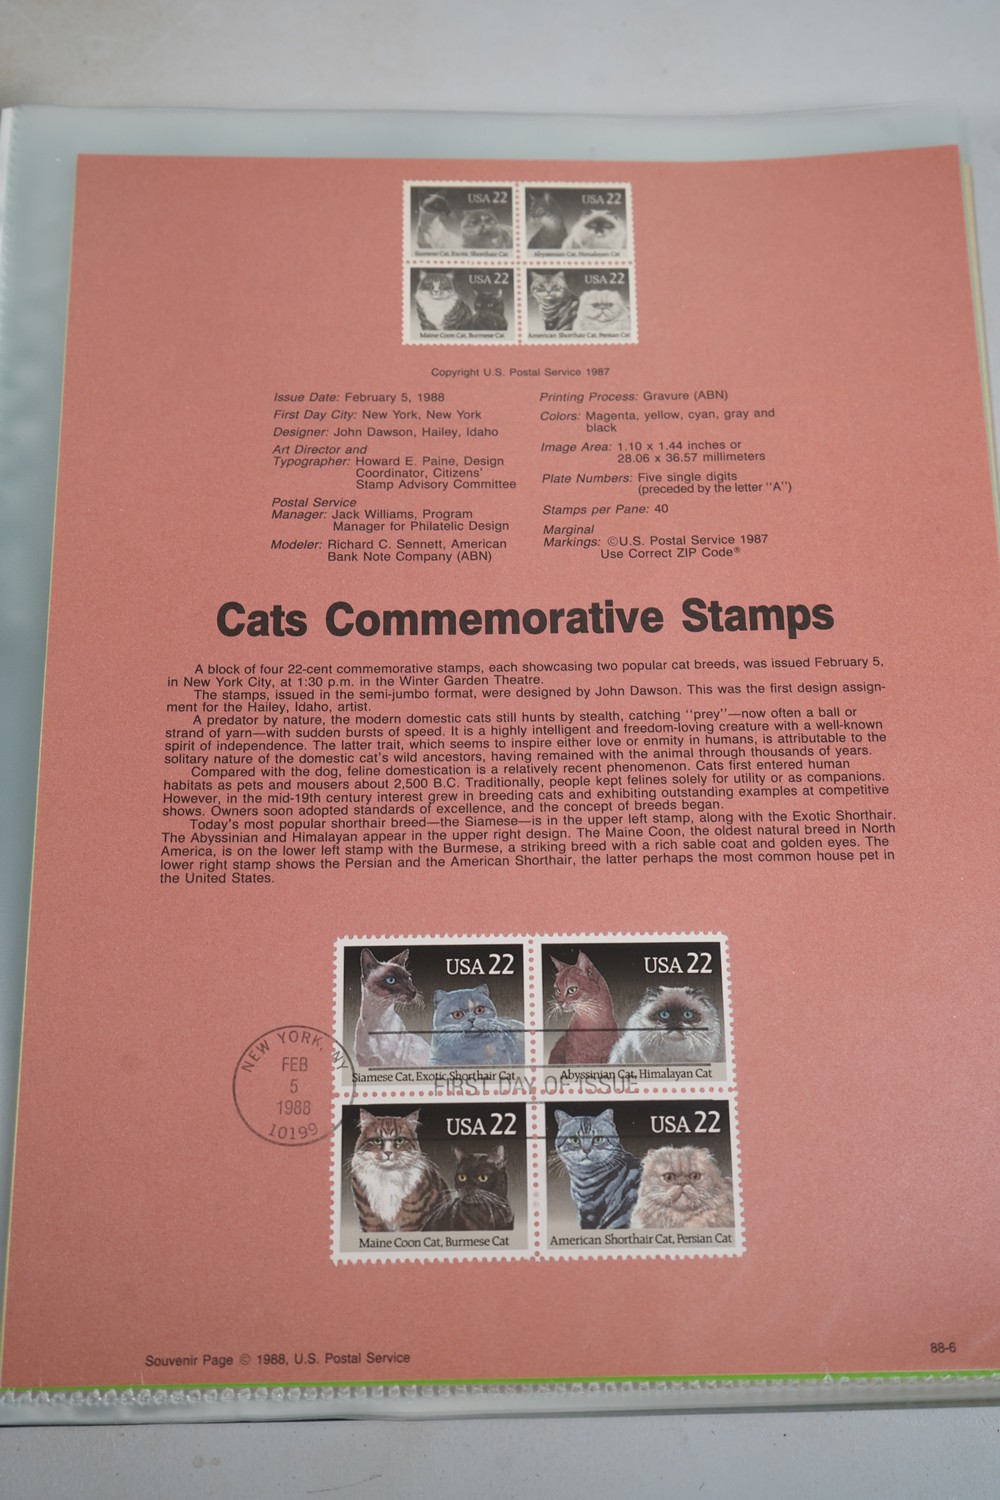 USA 22
Siamese Cat, Exotic Shorthair Cat
USA 22
Abyssinian Cat, Himalayan Cat
USA 22
Maine Coon Cat, Burmese Cat
USA 22
American Shorthair Cat, Persian Cat
Copyright U.S. Postal Service 1987
Issue Date: February 5, 1988
First Day City: New York, New York
Designer: John Dawson, Hailey, Idaho
Art Director and
Typographer: Howard E. Paine, Design
Coordinator, Citizens'
Stamp Advisory Committee
Postal Service
Manager: Jack Williams, Program
Manager for Philatelic Design
Modeler: Richard C. Sennett, American
Bank Note Company (ABN)
Printing Process: Gravure (ABN)
Colors: Magenta, yellow, cyan, gray and
black
Image Area: 1.10 x 1.44 inches or
28.06 x 36.57 millimeters
Plate Numbers: Five single digits
(preceded by the letter "A")
Stamps per Pane: 40
Marginal
Markings: ©U.S. Postal Service 1987
Use Correct ZIP Code®
Cats Commemorative Stamps
A block of four 22-cent commemorative stamps, each showcasing two popular cat breeds, was issued February 5,
in New York City, at 1:30 p.m. in the Winter Garden Theatre.
The stamps, issued in the semi-jumbo format, were designed by John Dawson. This was the first design assign-
ment for the Hailey, Idaho, artist.
A predator by nature, the modern domestic cats still hunts by stealth, catching "prey"—now often a ball or
strand of yarn—with sudden bursts of speed. It is a highly intelligent and freedom-loving creature with a well-known
spirit of independence. The latter trait, which seems to inspire either love or enmity in humans, is attributable to the
solitary nature of the domestic cat's wild ancestors, having remained with the animal through thousands of years.
Compared with the dog, feline domestication is a relatively recent phenomenon. Cats first entered human
habitats as pets and mousers about 2,500 B.C. Traditionally, people kept felines solely for utility or as companions.
However, in the mid-19th century interest grew in breeding cats and exhibiting outstanding examples at competitive
shows. Owners soon adopted standards of excellence, and the concept of breeds began.
Today's most popular shorthair breed—the Siamese—is in the upper left stamp, along with the Exotic Shorthair.
The Abyssinian and Himalayan appear in the upper right design. The Maine Coon, the oldest natural breed in North
America, is on the lower left stamp with the Burmese, a striking breed with a rich sable coat and golden eyes. The
lower right stamp shows the Persian and the American Shorthair, the latter perhaps the most common house pet in
the United States.
USA 22
Siamese Cat, Exotic Shorthair Cat
USA 22
Abyssinian Cat, Himalayan Cat
NEW YORK, NY
FEB
5
1988
10199
FIRST DAY OF ISSUE
USA 22
Maine Coon Cat, Burmese Cat
USA 22
American Shorthair Cat, Persian Cat
Souvenir Page © 1988, U.S. Postal Service
88-6